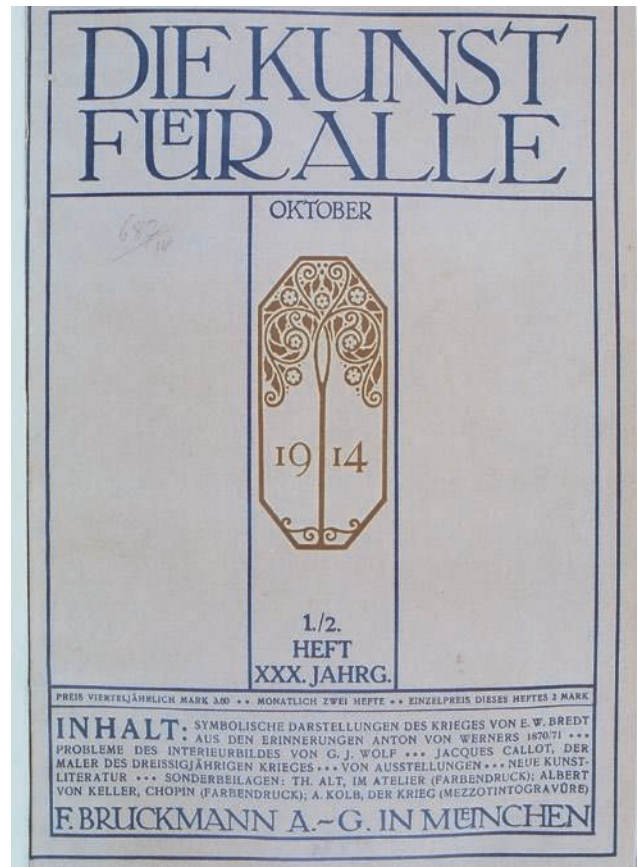 DIE KUNST
FÜR ALLE
OKTOBER
1914
1./2.
HEFT
XXX. JAHRG.
PREIS VIERTELJÄHRLICH MARK 3.60 •• MONATLICH ZWEI HEFTE •• EINZELPREIS DIESES HEFTES 2 MARK
INHALT: SYMBOLISCHE DARSTELLUNGEN DES KRIEGES VON E. W. BREDT
•• AUS DEN ERINNERUNGEN ANTON VON WERNERS 1870/71 •••
PROBLEME DES INTERIEURBILDES VON G. J. WOLF ••• JACQUES CALLOT, DER
MALER DES DREISSIGJÄHRIGEN KRIEGES ••• VON AUSSTELLUNGEN ••• NEUE KUNST-
LITERATUR ••• SONDERBEILAGEN: TH. ALT, IM ATELIER (FARBENDRUCK); ALBERT
VON KELLER, CHOPIN (FARBENDRUCK); A. KOLB, DER KRIEG (MEZZOTINTOGRAVÜRE)
F. BRUCKMANN A.-G. IN MÜNCHEN